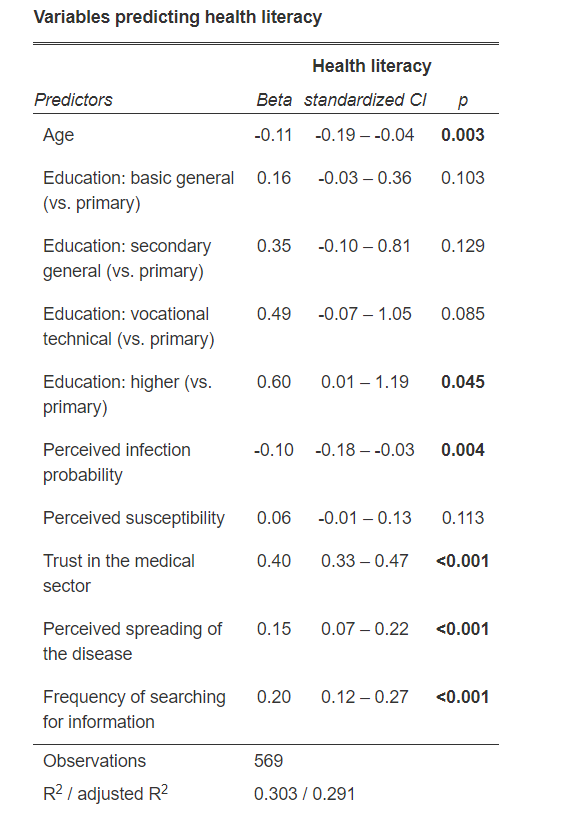 Variables predicting health literacy
Health literacy
Predictors Beta standardized CI p
Age -0.11 -0.19 – -0.04 0.003
Education: basic general 0.16 -0.03 – 0.36 0.103
(vs. primary)
Education: secondary 0.35 -0.10 – 0.81 0.129
general (vs. primary)
Education: vocational 0.49 -0.07 – 1.05 0.085
technical (vs. primary)
Education: higher (vs. 0.60 0.01 – 1.19 0.045
primary)
Perceived infection -0.10 -0.18 – -0.03 0.004
probability
Perceived susceptibility 0.06 -0.01 – 0.13 0.113
Trust in the medical 0.40 0.33 – 0.47 <0.001
sector
Perceived spreading of 0.15 0.07 – 0.22 <0.001
the disease
Frequency of searching 0.20 0.12 – 0.27 <0.001
for information
Observations 569
R² / adjusted R² 0.303 / 0.291